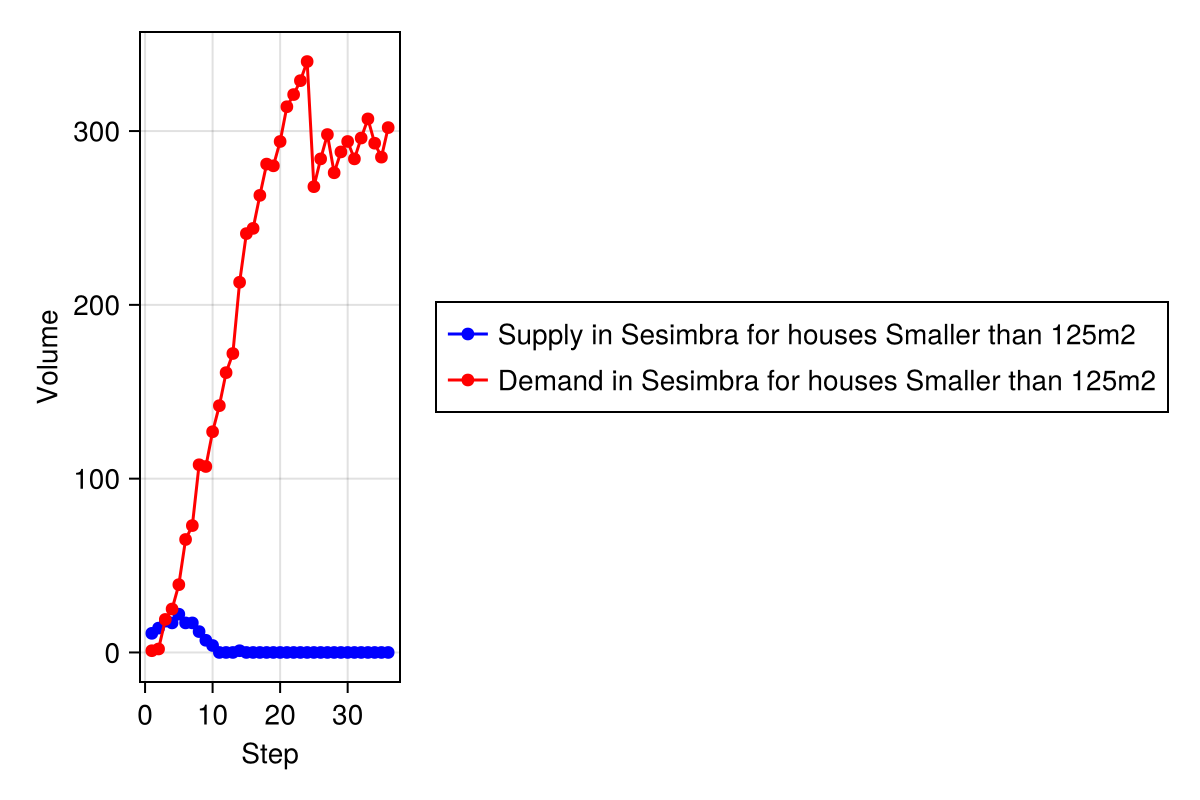 Volume
300
200
100
0
0 10 20 30
Step
Supply in Sesimbra for houses Smaller than 125m2
Demand in Sesimbra for houses Smaller than 125m2